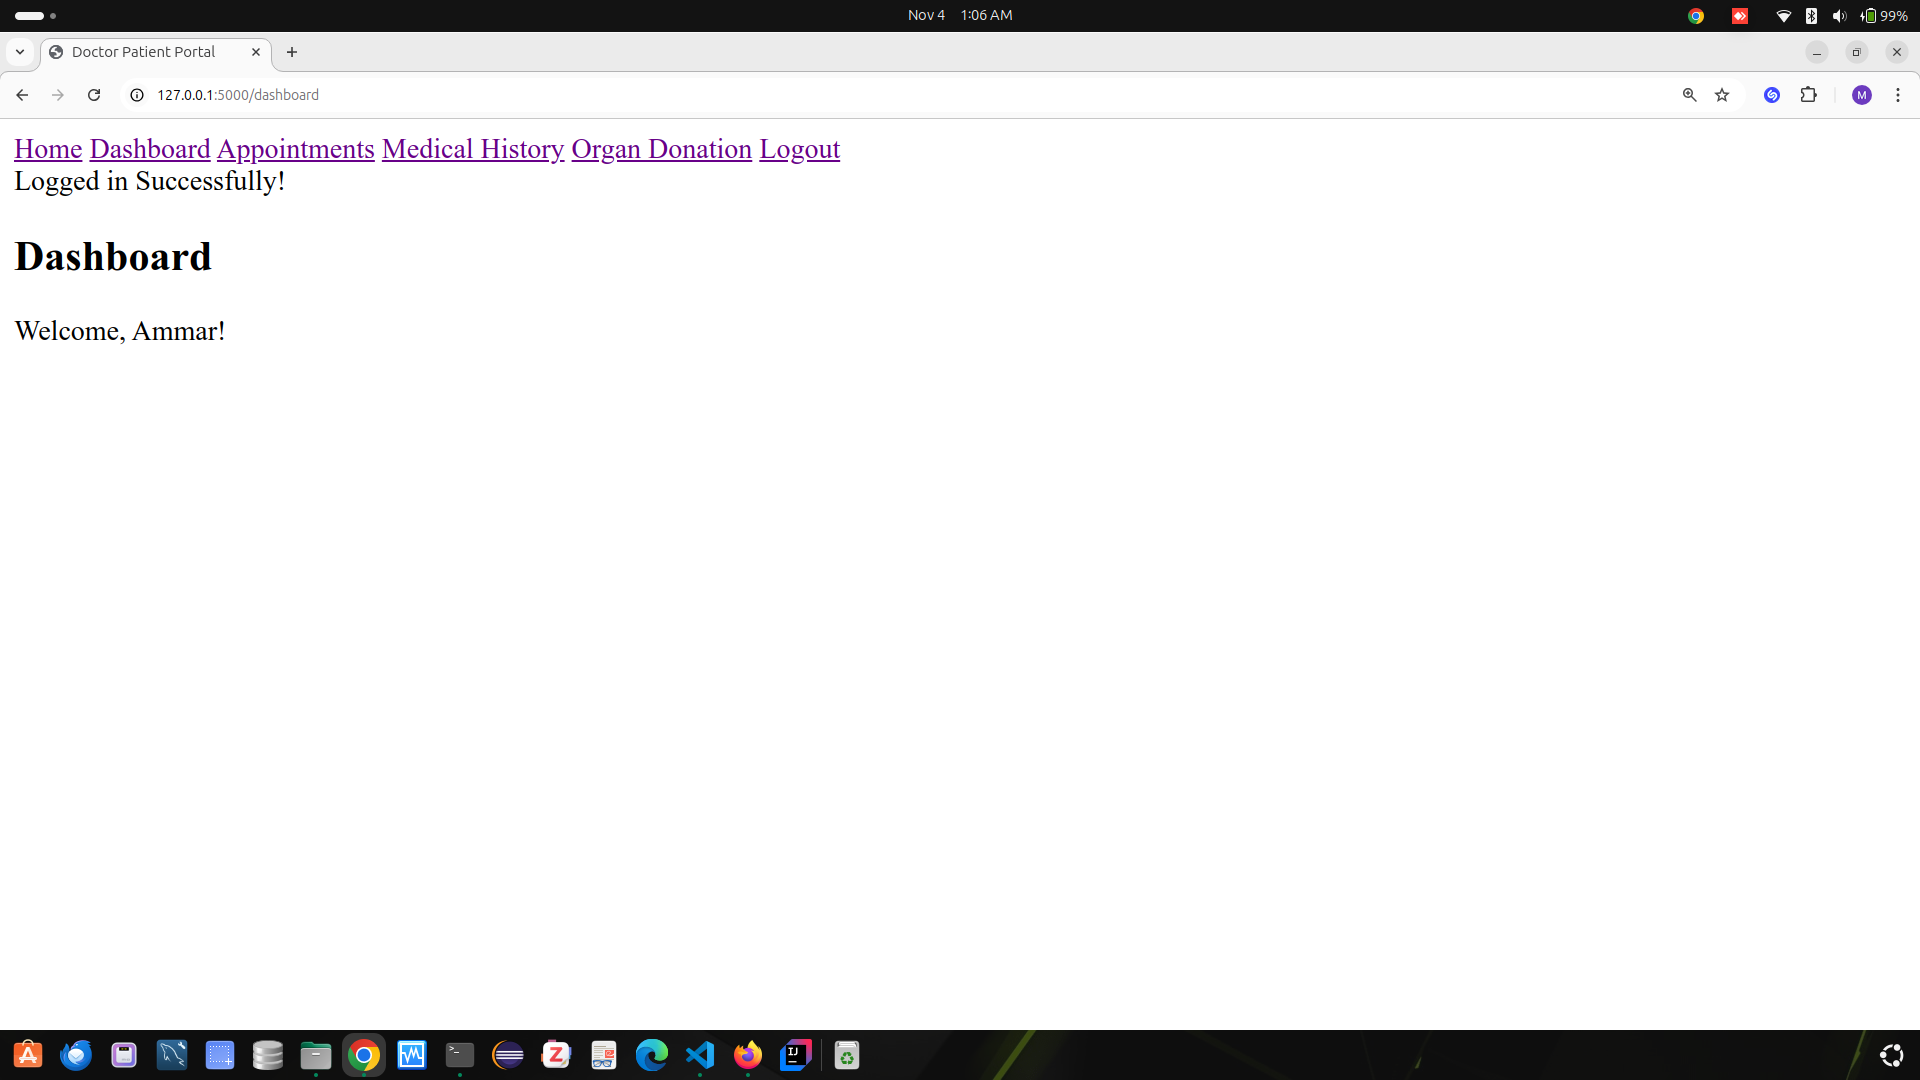 Nov 4 1:06 AM
99%
Doctor Patient Portal
127.0.0.1:5000/dashboard
M
Home Dashboard Appointments Medical History Organ Donation Logout
Logged in Successfully!
Dashboard
Welcome, Ammar!